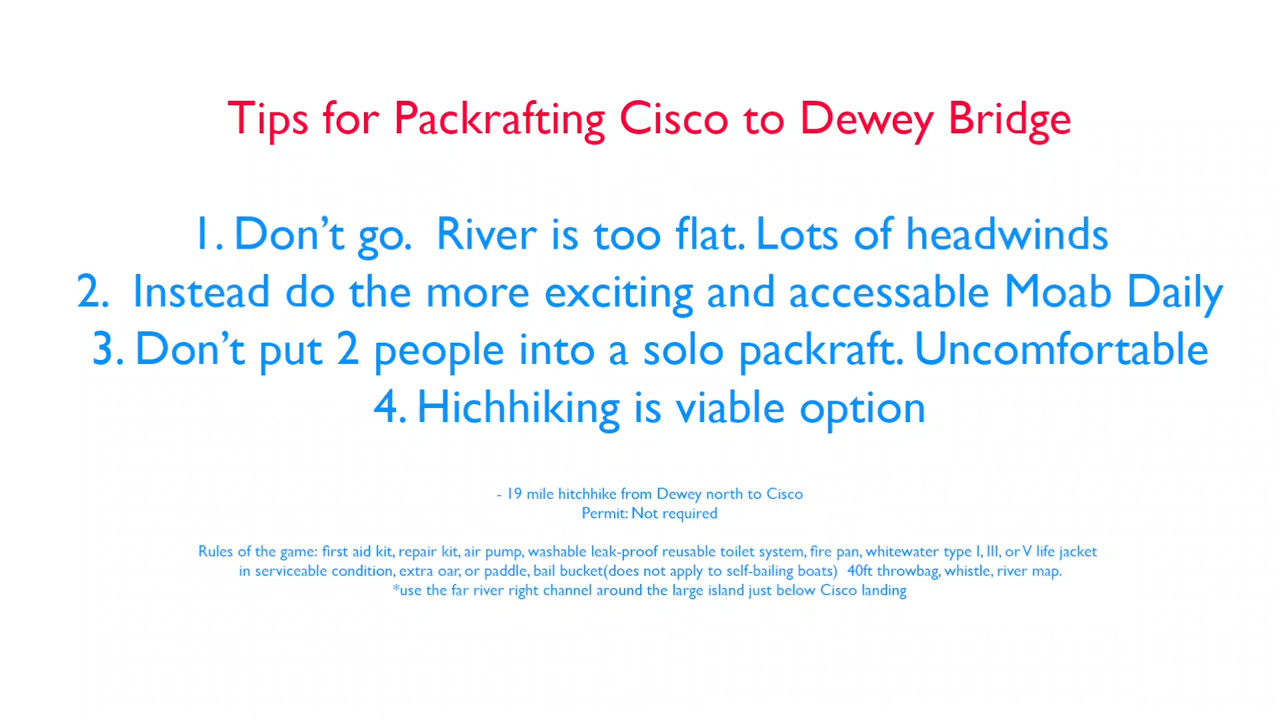 Tips for Packrafting Cisco to Dewey Bridge
1. Don’t go.  River is too flat. Lots of headwinds
2.  Instead do the more exciting and accessable Moab Daily
3. Don’t put 2 people into a solo packraft. Uncomfortable
4. Hichhiking is viable option
- 19 mile hitchhike from Dewey north to Cisco
Permit: Not required
Rules of the game: first aid kit, repair kit, air pump, washable leak-proof reusable toilet system, fire pan, whitewater type I, III, or V life jacket
in serviceable condition, extra oar, or paddle, bail bucket(does not apply to self-bailing boats)  40ft throwbag, whistle, river map.
*use the far river right channel around the large island just below Cisco landing